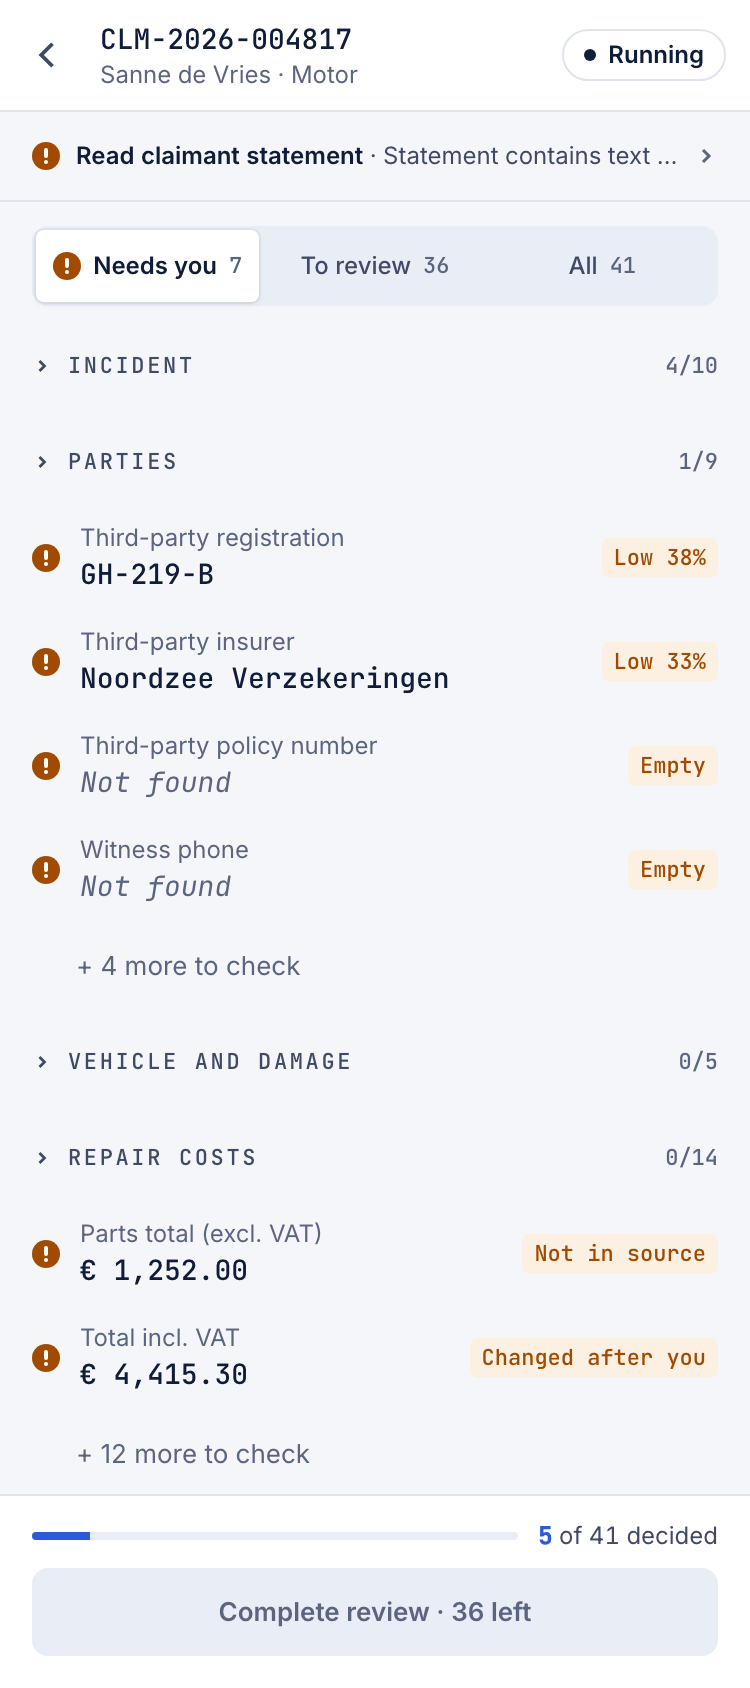 CLM-2026-004817
Sanne de Vries · Motor
Running
Read claimant statement · Statement contains text ...
Needs you 7
To review 36
All 41
INCIDENT 4/10
PARTIES 1/9
Third-party registration
GH-219-B
Low 38%
Third-party insurer
Noordzee Verzekeringen
Low 33%
Third-party policy number
Not found
Empty
Witness phone
Not found
Empty
+ 4 more to check
VEHICLE AND DAMAGE 0/5
REPAIR COSTS 0/14
Parts total (excl. VAT)
€ 1,252.00
Not in source
Total incl. VAT
€ 4,415.30
Changed after you
+ 12 more to check
5 of 41 decided
Complete review · 36 left